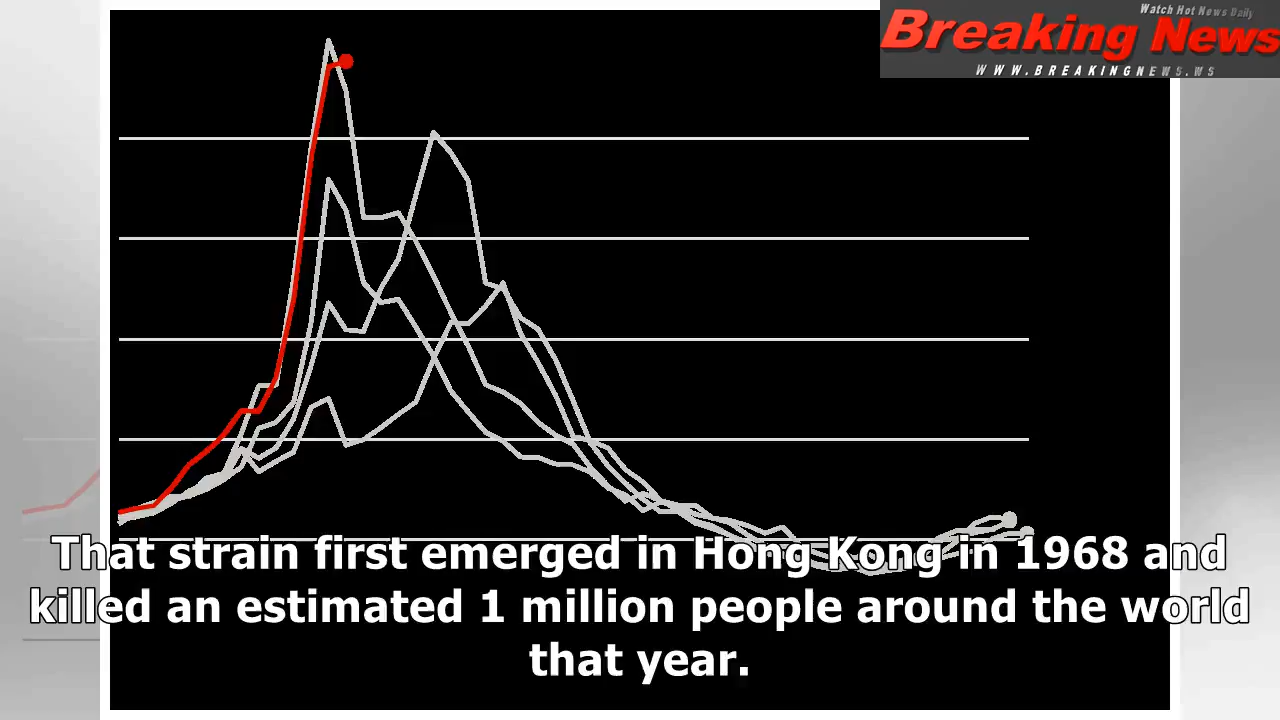 Watch Hot News Daily
Breaking News
WWW.BREAKINGNEWS.WS
That strain first emerged in Hong Kong in 1968 and
killed an estimated 1 million people around the world
that year.